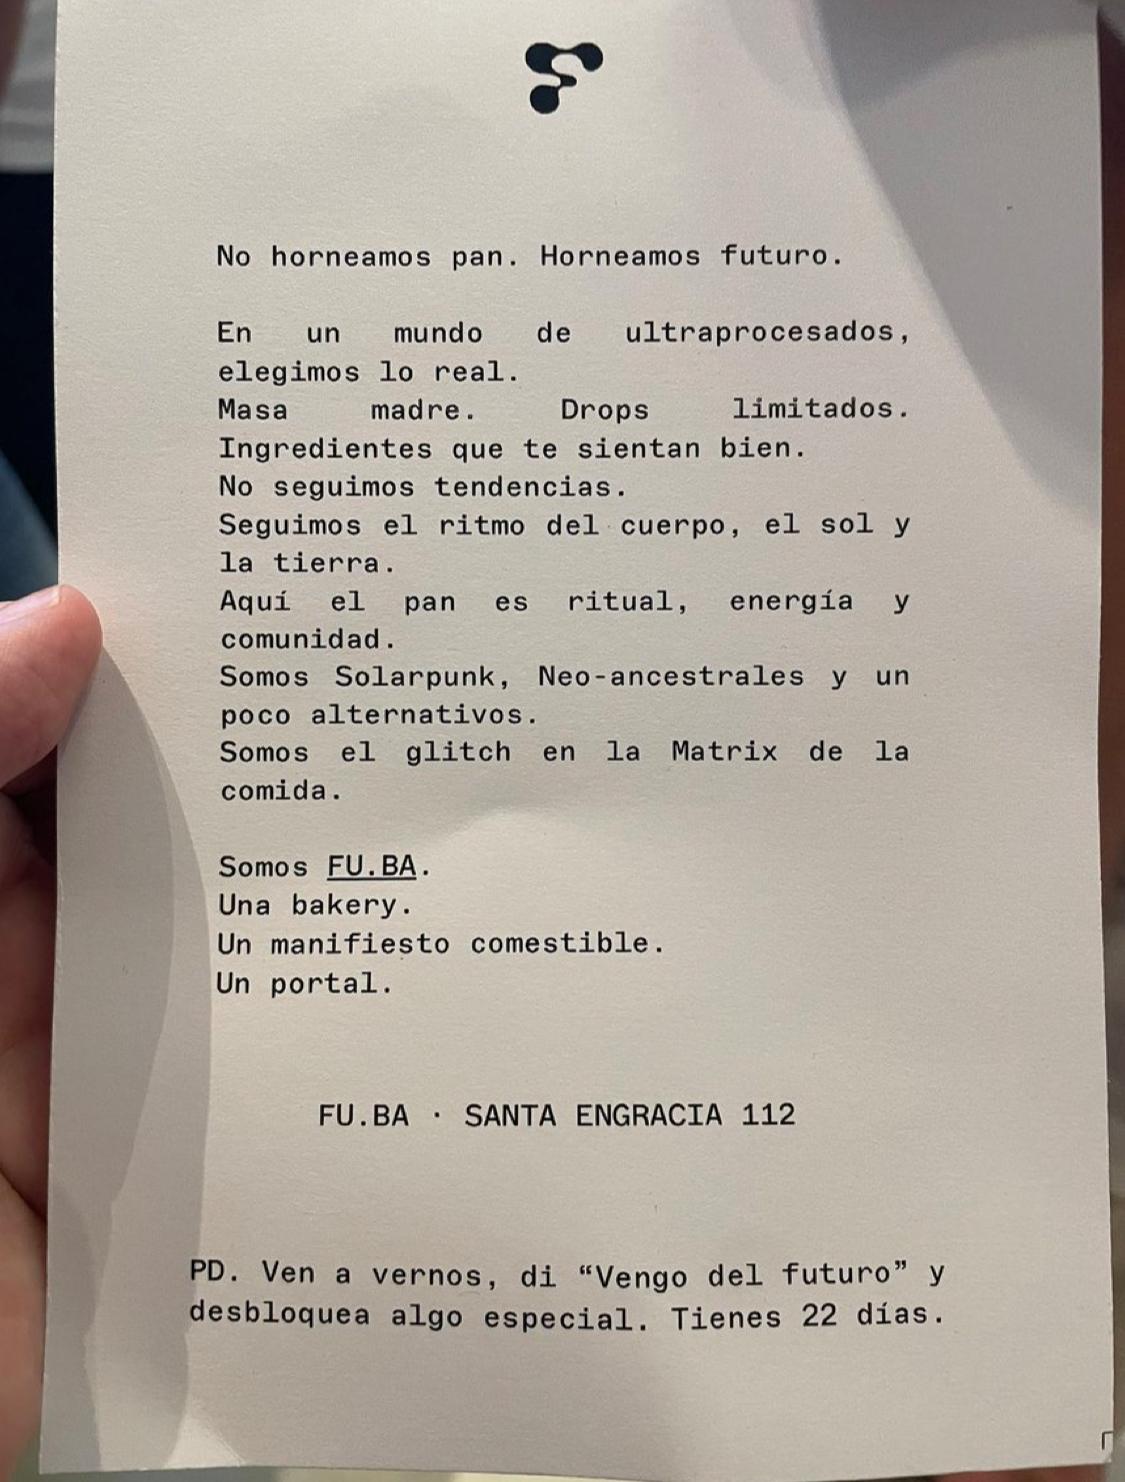 No horneamos pan. Horneamos futuro.
En un mundo de ultraprocesados,
elegimos lo real.
Masa madre. Drops limitados.
Ingredientes que te sientan bien.
No seguimos tendencias.
Seguimos el ritmo del cuerpo, el sol y
la tierra.
Aquí el pan es ritual, energía y
comunidad.
Somos Solarpunk, Neo-ancestrales y un
poco alternativos.
Somos el glitch en la Matrix de la
comida.
Somos FU.BA.
Una bakery.
Un manifiesto comestible.
Un portal.
FU.BA · SANTA ENGRACIA 112
PD. Ven a vernos, di “Vengo del futuro” y
desbloquea algo especial. Tienes 22 días.